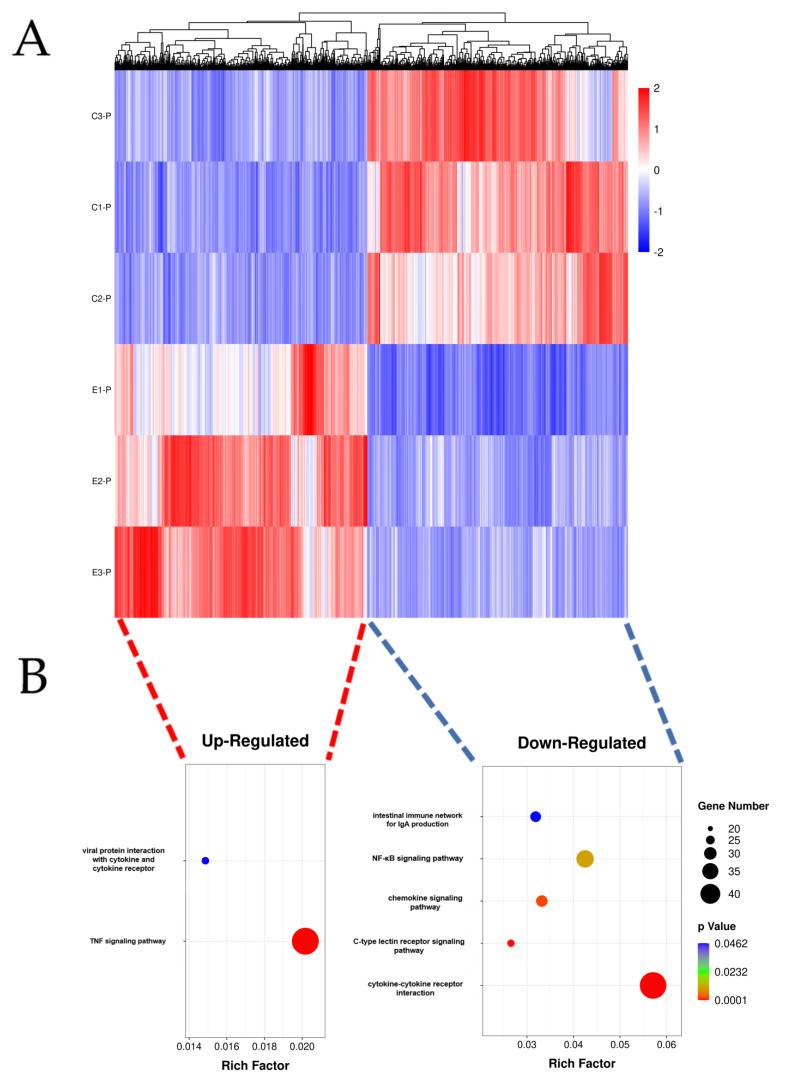 A
C3-P
C1-P
C2-P
E1-P
E2-P
E3-P
2
1
0
-1
-2
B
Up-Regulated
viral protein interaction
with cytokine and
cytokine receptor
TNF signaling pathway
0.014 0.016 0.018 0.020
Rich Factor
Down-Regulated
intestinal immune network
for IgA production
NF-κB signaling pathway
chemokine signaling
pathway
C-type lectin receptor signaling
pathway
cytokine-cytokine receptor
interaction
0.03 0.04 0.05 0.06
Rich Factor
Gene Number
20
25
30
35
40
p Value
0.0462
0.0232
0.0001